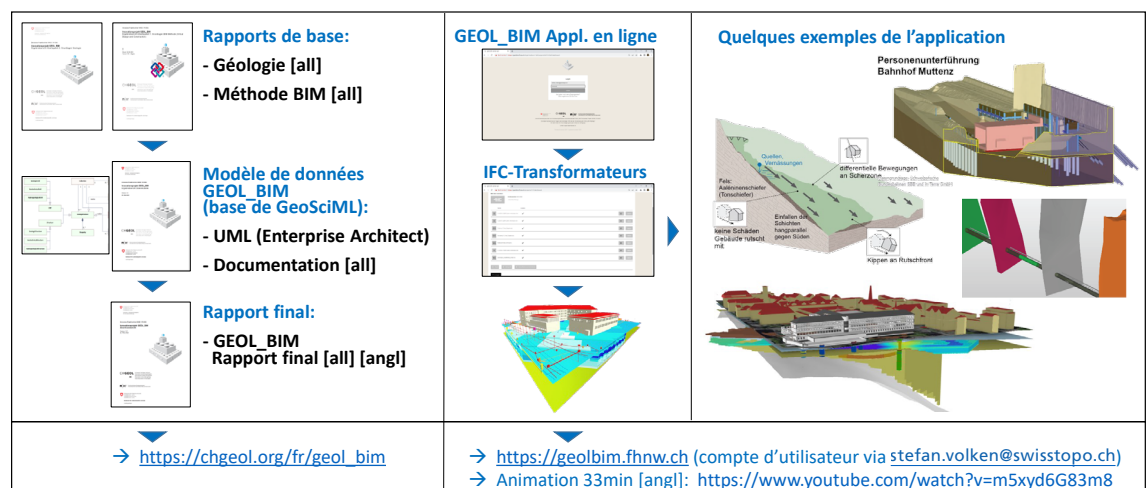 Rapports de base:
- Géologie [all]
- Méthode BIM [all]
Modèle de données
GEOL_BIM
(base de GeoSciML):
- UML (Enterprise Architect)
- Documentation [all]
Rapport final:
- GEOL_BIM
Rapport final [all] [angl]
→ https://chgeol.org/fr/geol_bim
GEOL_BIM Appl. en ligne
IFC-Transformateurs
Quelques exemples de l'application
Personenunterführung
Bahnhof Muttenz
Quellen,
Vernässungen
differentielle Bewegungen
an Scherzone
Fels:
Aalénienschiefer
(Tonschiefer)
keine Schäden
Gebäude rutscht
mit
Einfallen der
Schichten
hangparallel
gegen Süden
Kippen an Rutschfront
→ https://geolbim.fhnw.ch (compte d'utilisateur via stefan.volken@swisstopo.ch)
→ Animation 33min [angl]: https://www.youtube.com/watch?v=m5xyd6G83m8